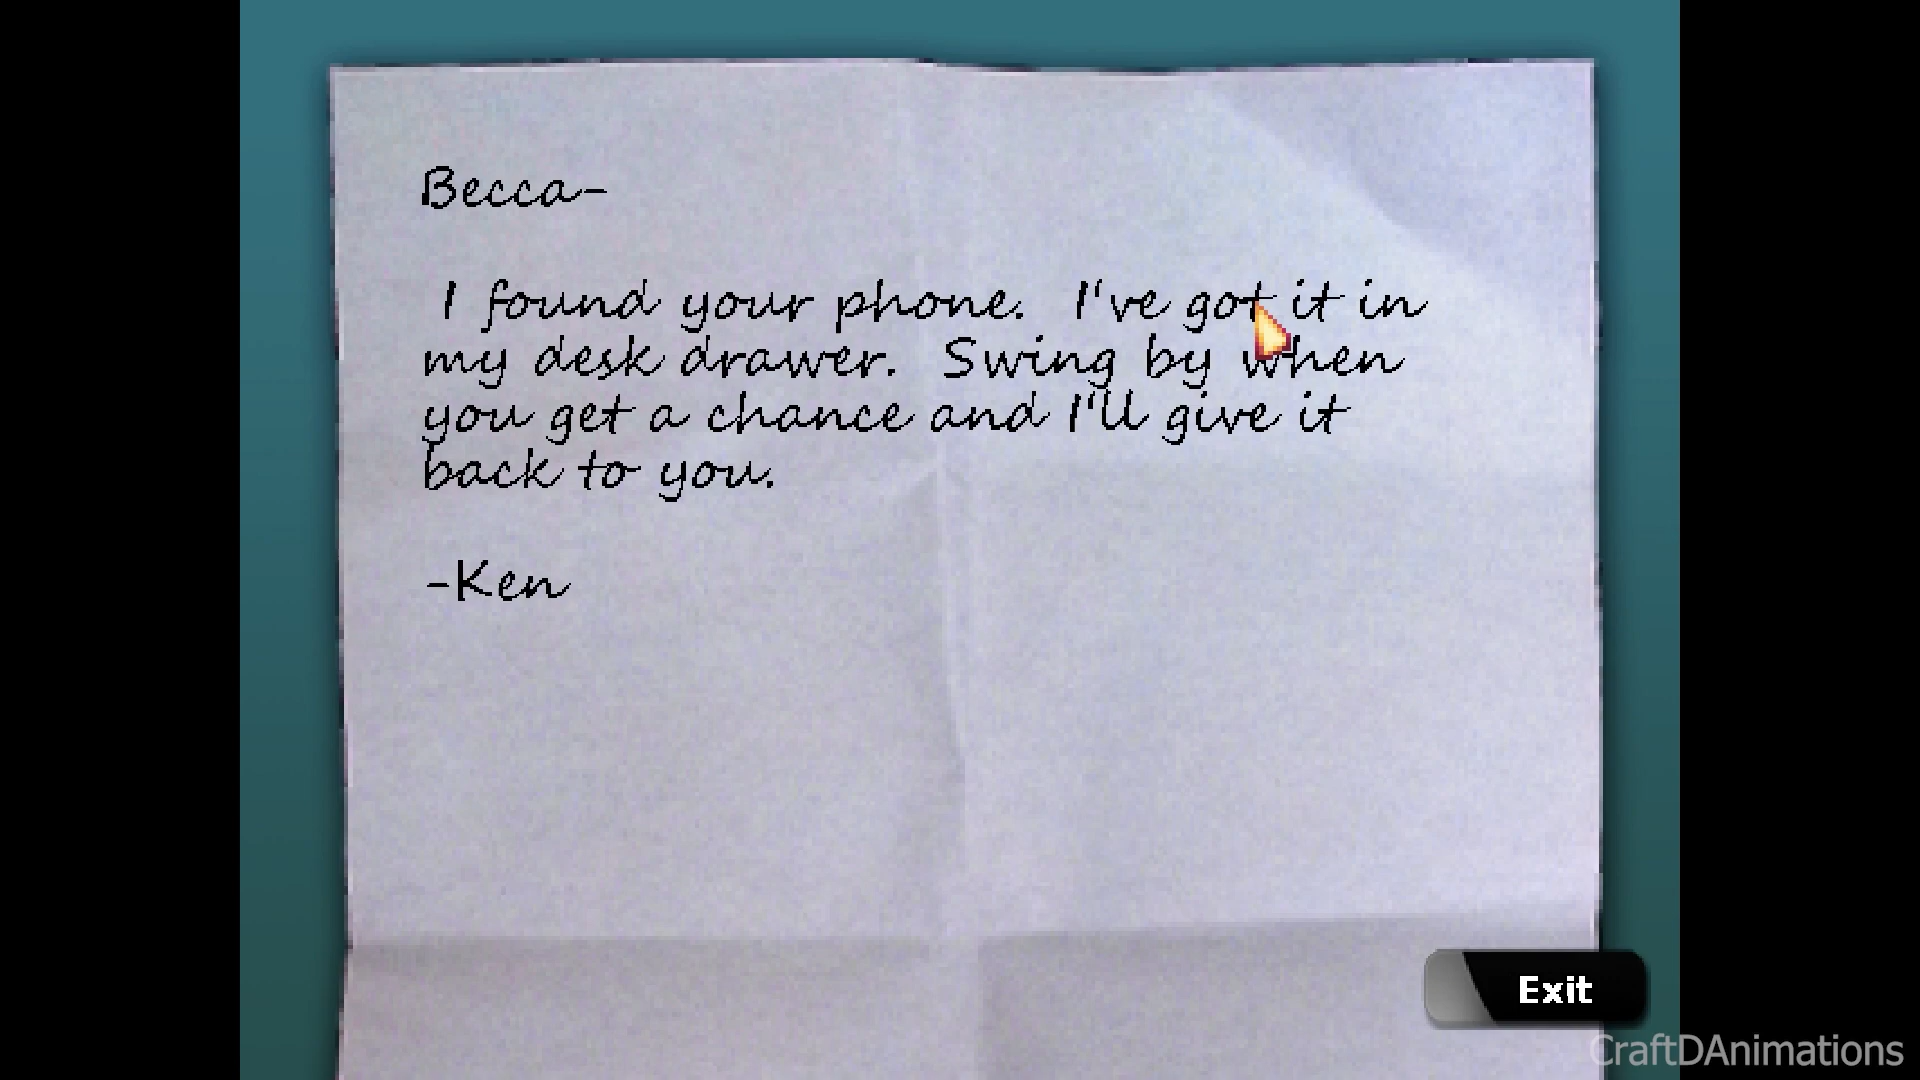 Becca-
I found your phone. I've got it in
my desk drawer. Swing by when
you get a chance and I'll give it
back to you.
-Ken
Exit
CraftDAnimations